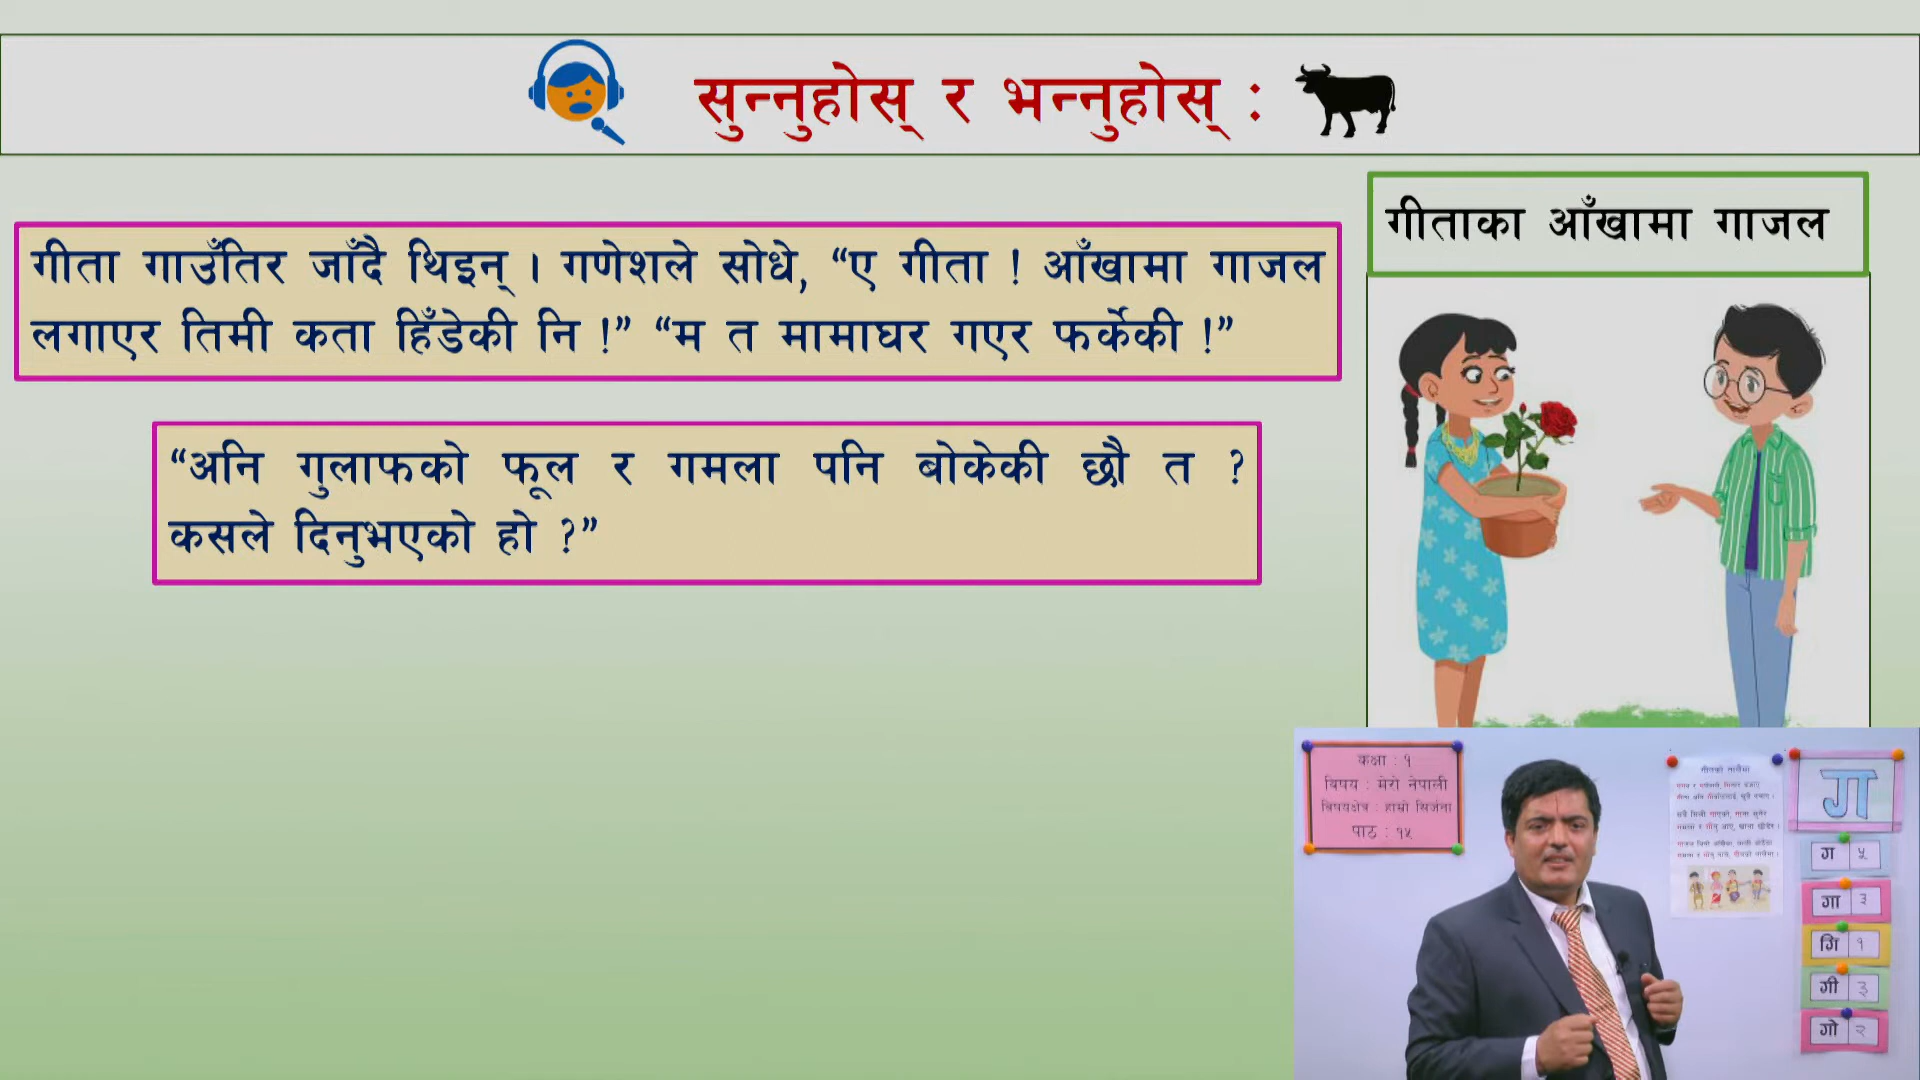 सुन्नुहोस् र भन्नुहोस् :
गीताका आँखामा गाजल
गीता गाउँतिर जाँदै थिइन् । गणेशले सोधे, “ए गीता ! आँखामा गाजल
लगाएर तिमी कता हिँडेकी नि !” “म त मामाघर गएर फर्केकी !”
“अनि गुलाफको फूल र गमला पनि बोकेकी छौ त ?
कसले दिनुभएको हो ?”
कक्षा : १
विषय : मेरो नेपाली
विषयक्षेत्र : हाम्रो सिर्जना
पाठ : १५
ग
ग ५
गा ३
गि १
गी ३
गो २